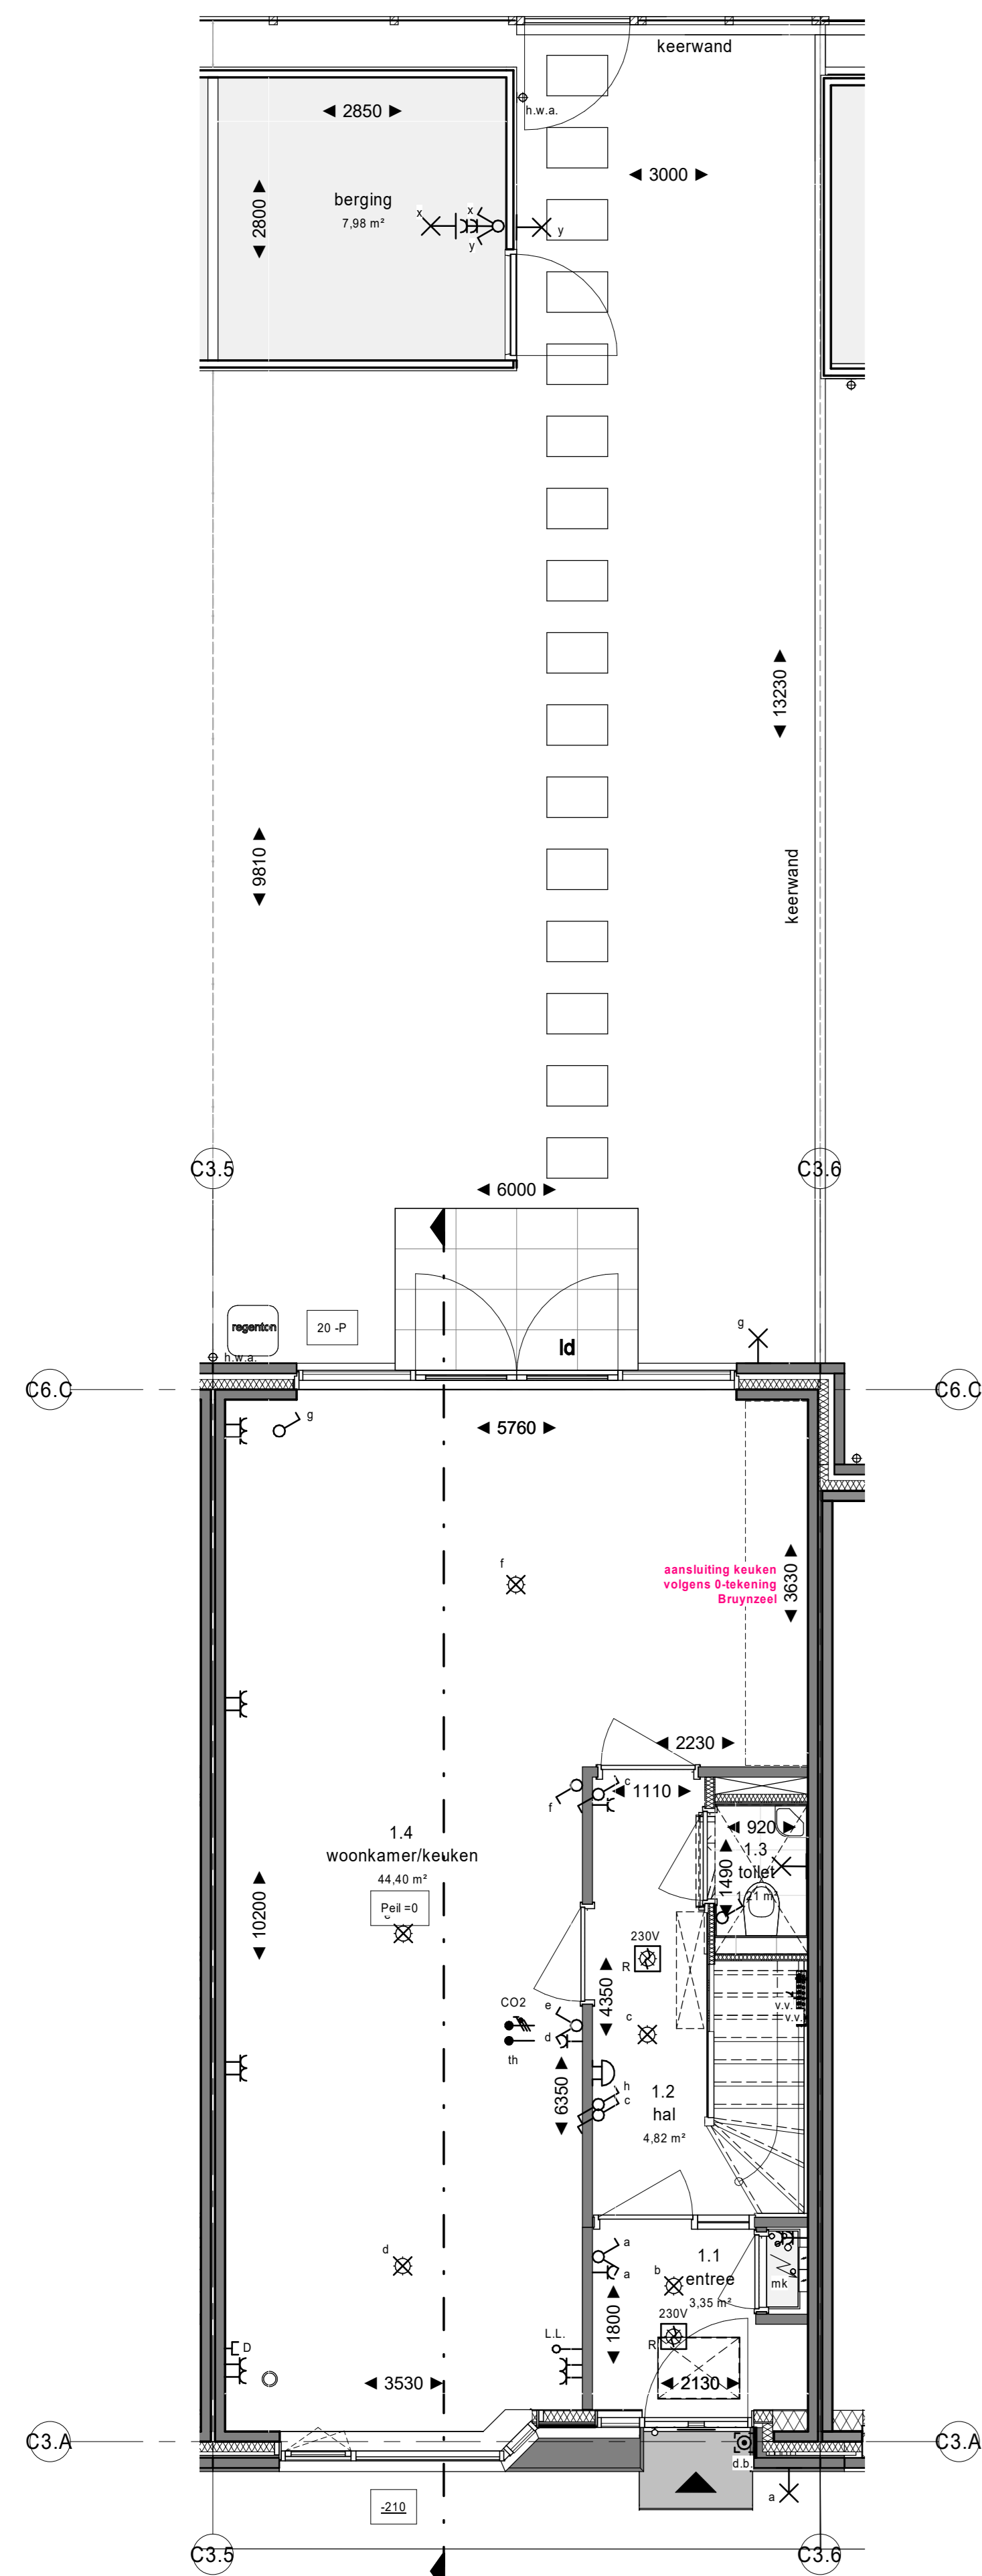 keerwand
h.w.a.
2850
3000
2800
berging
7,98 m²
x
x
y
y
13230
9810
keerwand
C3.5
C3.6
6000
regenton
20 -P
ld
g
h.w.a.
C6.C
C6.C
g
5760
f
aansluiting keuken
volgens 0-tekening
Bruynzeel
3630
2230
c
1110
f
920
1.3
toilet
1,21 m²
1490
1.4
woonkamer/keuken
44,40 m²
Peil =0
10200
230V
R
4350
CO2
e
d
th
c
v.v.
v.v.
6350
h
c
1.2
hal
4,82 m²
d
a
a
b
1.1
entree
3,35 m²
mk
230V
R
1800
L.L.
D
3530
2130
C3.A
C3.A
d.b.
a
-210
C3.5
C3.6